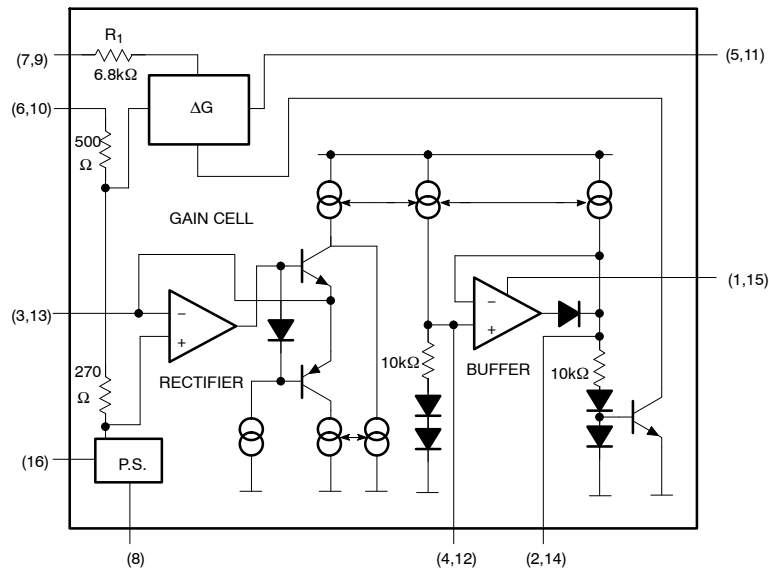 R1
(7,9)
6.8kΩ
(5,11)
ΔG
(6,10)
500
Ω
GAIN CELL
(1,15)
(3,13)
−
+
−
+
10kΩ
BUFFER
10kΩ
270
Ω
RECTIFIER
(16)
P.S.
(8)
(4,12)
(2,14)